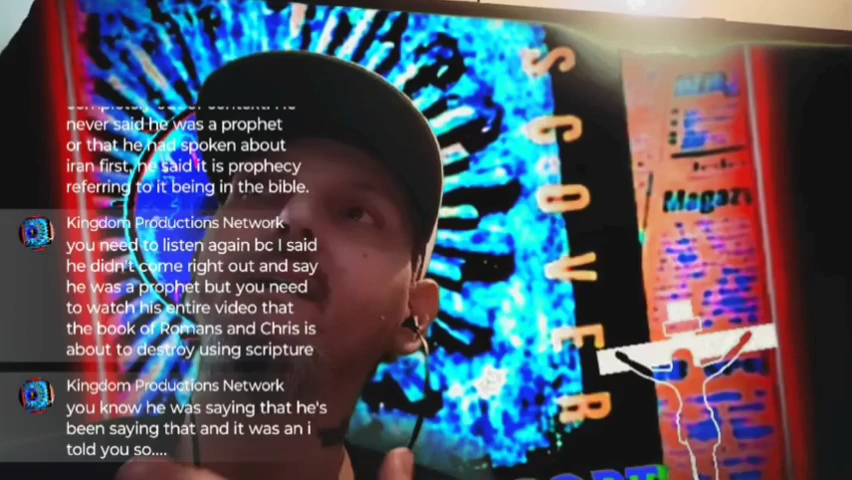 never said he was a prophet
or that he had spoken about
iran first, he said it is prophecy
referring to it being in the bible.
Kingdom Productions Network
you need to listen again bc I said
he didn't come right out and say
he was a prophet but you need
to watch his entire video that
the book of Romans and Chris is
about to destroy using scripture
Kingdom Productions Network
you know he was saying that he's
been saying that and it was an i
told you so....
SCOVER